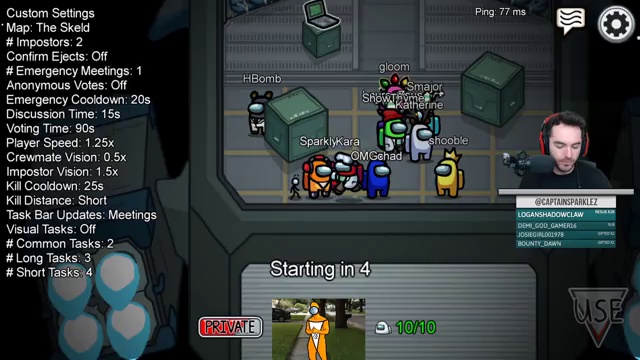 Custom Settings
Map: The Skeld
# Impostors: 2
Confirm Ejects: Off
# Emergency Meetings: 1
Anonymous Votes: Off
Emergency Cooldown: 20s
Discussion Time: 15s
Voting Time: 90s
Player Speed: 1.25x
Crewmate Vision: 0.5x
Impostor Vision: 1.5x
Kill Cooldown: 25s
Kill Distance: Short
Task Bar Updates: Meetings
Visual Tasks: Off
# Common Tasks: 2
# Long Tasks: 3
# Short Tasks: 4
Ping: 77 ms
gloom
HBomb
Smajor
ShowThyme
Katherine
SparklyKara
shooble
OMGchad
@CAPTAINSPARKLEZ
LOGANSHADOWCLAW
DEMI_GOD_GAMER16
JOSIEGIRL001978
BOUNTY_DAWN
Starting in 4
PRIVATE
10/10
USE